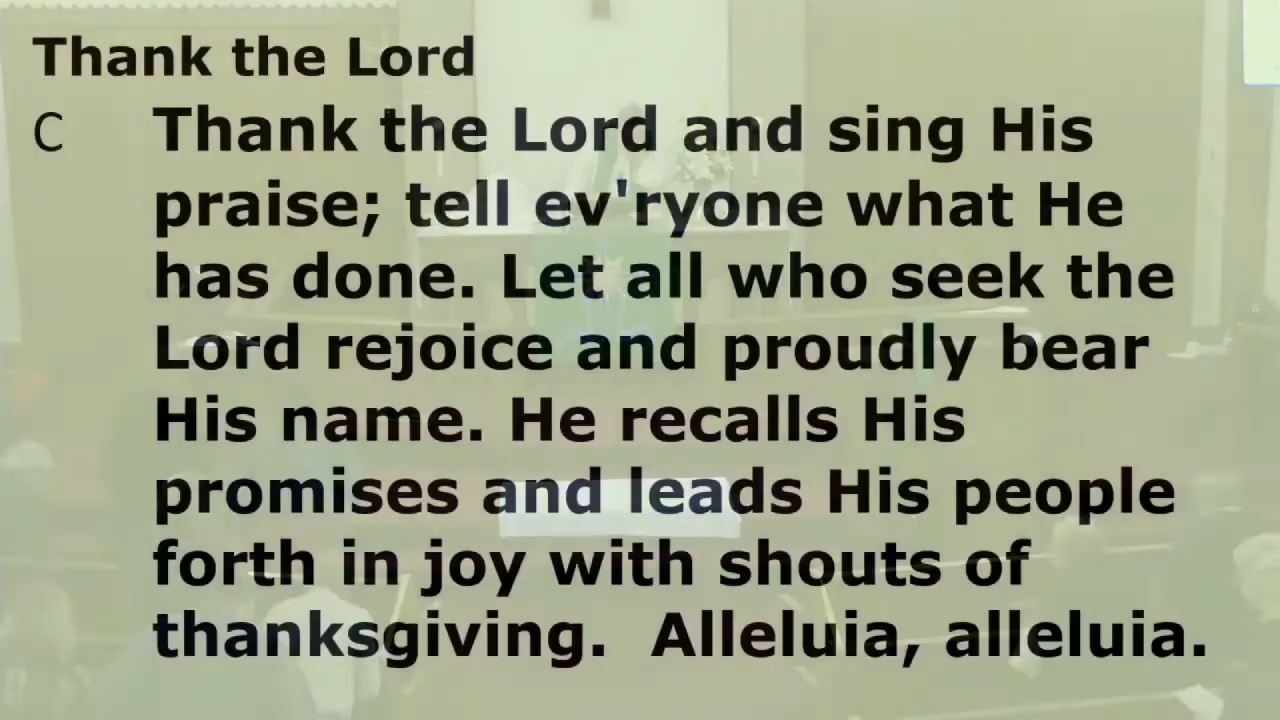 Thank the Lord
C Thank the Lord and sing His
praise; tell ev'ryone what He
has done. Let all who seek the
Lord rejoice and proudly bear
His name. He recalls His
promises and leads His people
forth in joy with shouts of
thanksgiving. Alleluia, alleluia.